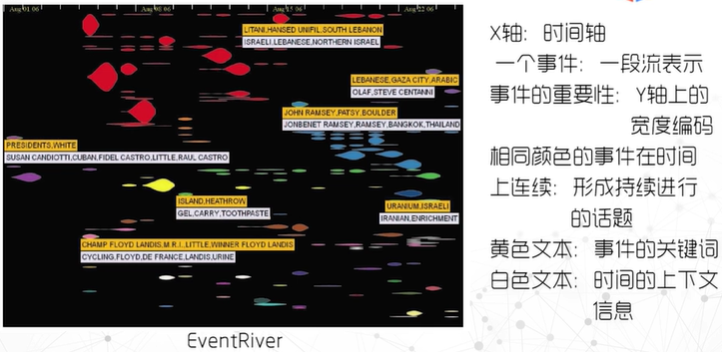 Aug 01 06
Aug 08 06
Aug 15 06
Aug 22 06
LITANI,HANSED UNIFIL,SOUTH LEBANON
ISRAELI,LEBANESE,NORTHERN ISRAEL
LEBANESE,GAZA CITY,ARABIC
OLAF,STEVE CENTANNI
JOHN RAMSEY,PATSY,BOULDER
JONBENET RAMSEY,RAMSEY,BANGKOK,THAILAND
PRESIDENTS,WHITE
SUSAN CANDIOTTI,CUBAN,FIDEL CASTRO,LITTLE,RAUL CASTRO
ISLAND,HEATHROW
GEL,CARRY,TOOTHPASTE
URANIUM,ISRAELI
IRANIAN,ENRICHMENT
CHAMP FLOYD LANDIS,M.R.I.,LITTLE,WINNER FLOYD LANDIS
CYCLING,FLOYD,DE FRANCE,LANDIS,URINE
EventRiver
X轴：时间轴
一个事件：一段流表示
事件的重要性：Y轴上的
宽度编码
相同颜色的事件在时间
上连续：形成持续进行
的话题
黄色文本：事件的关键词
白色文本：时间的上下文
信息